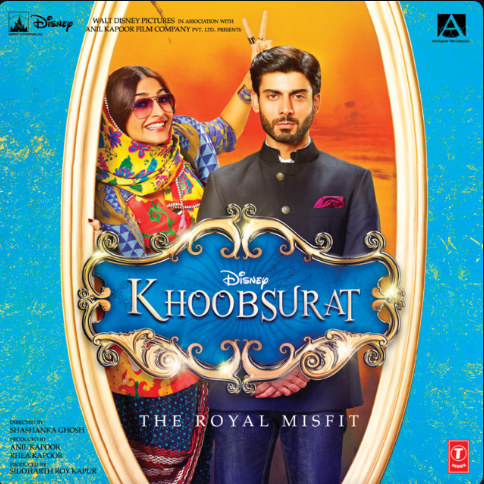 Disney
WALT DISNEY PICTURES IN ASSOCIATION WITH
ANIL KAPOOR FILM COMPANY PVT. LTD. PRESENTS
Disney
KHOOBSURAT
THE ROYAL MISFIT
DIRECTED BY
SHASHANKA GHOSH
PRODUCED BY
ANIL KAPOOR
RHEA KAPOOR
PRODUCED BY
SIDDHARTH ROY KAPUR
T
SERIES